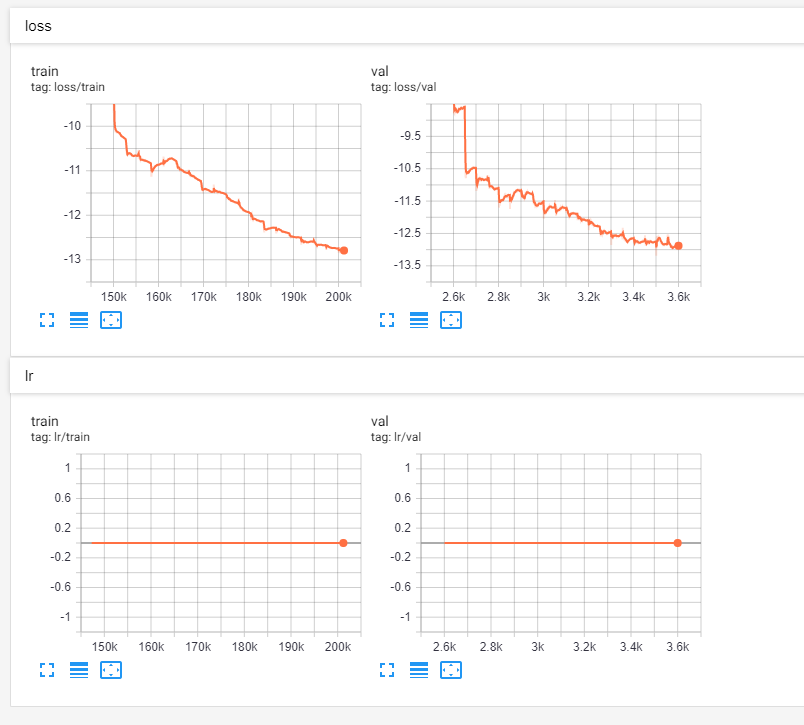 loss
train
tag: loss/train
-10
-11
-12
-13
150k 160k 170k 180k 190k 200k
val
tag: loss/val
-9.5
-10.5
-11.5
-12.5
-13.5
2.6k 2.8k 3k 3.2k 3.4k 3.6k
lr
train
tag: lr/train
1
0.6
0.2
-0.2
-0.6
-1
150k 160k 170k 180k 190k 200k
val
tag: lr/val
1
0.6
0.2
-0.2
-0.6
-1
2.6k 2.8k 3k 3.2k 3.4k 3.6k